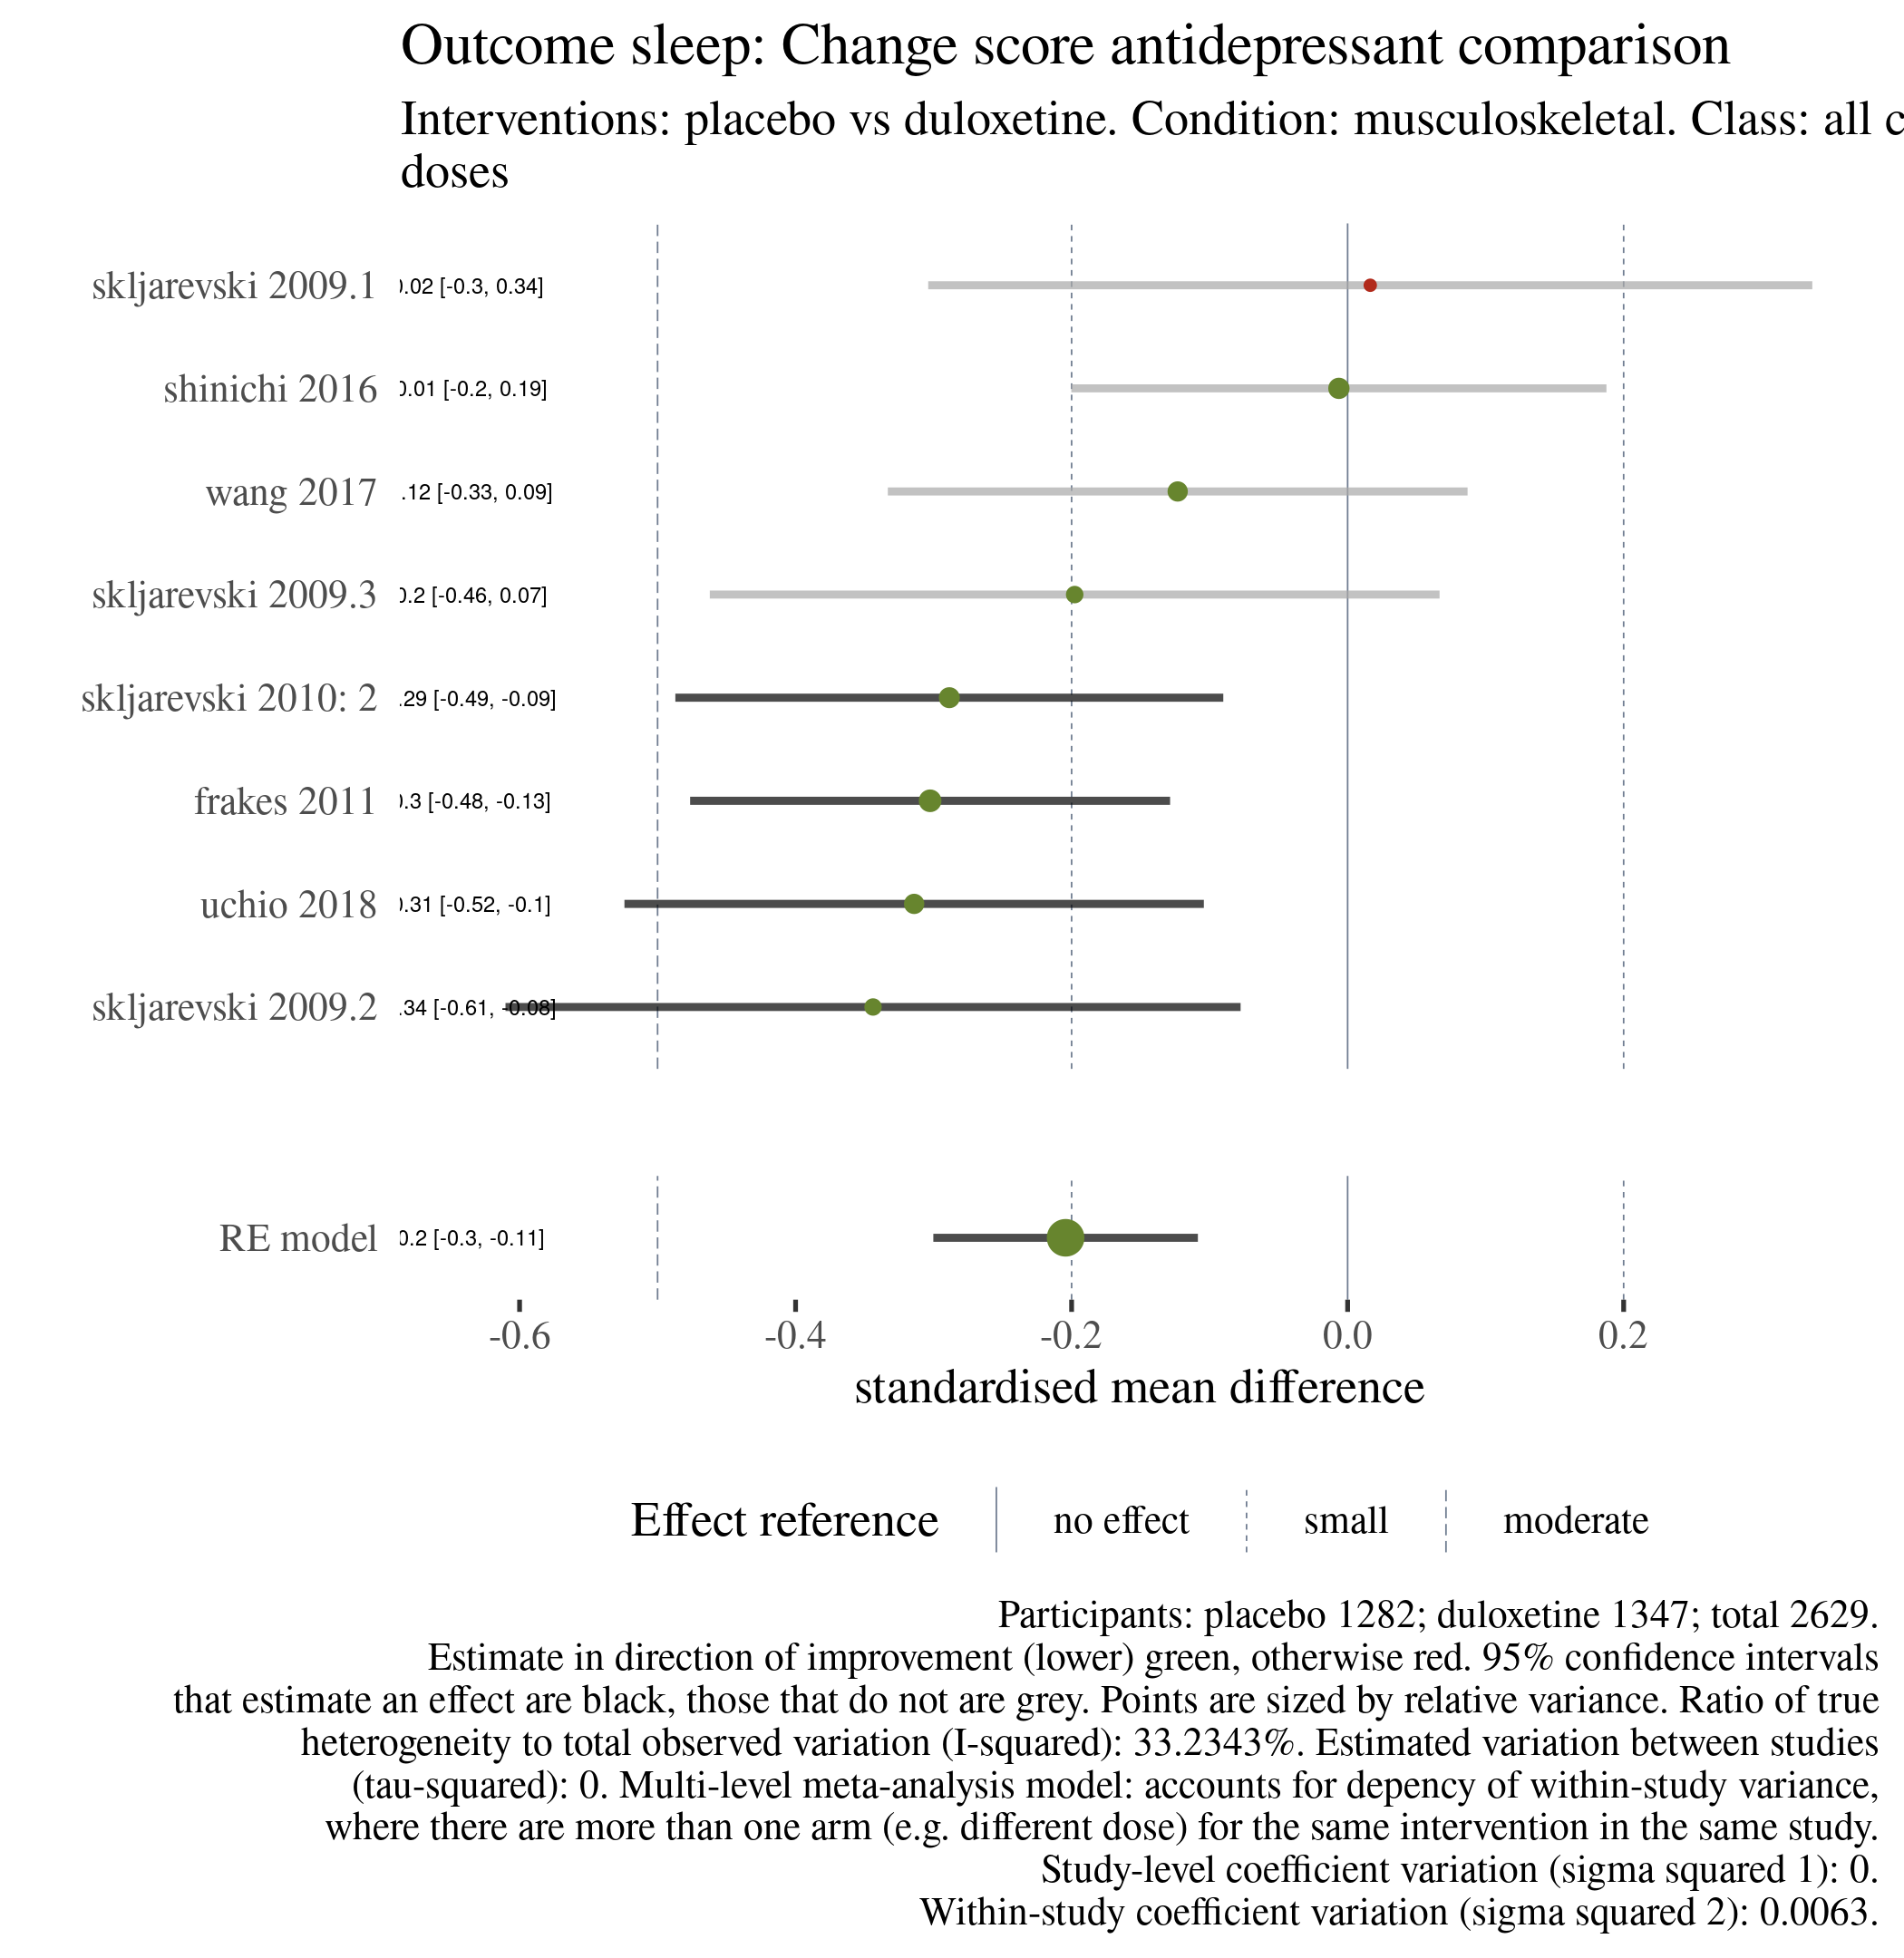 Outcome sleep: Change score antidepressant comparison
Interventions: placebo vs duloxetine. Condition: musculoskeletal. Class: all
doses
skljarevski 2009.1 .02 [-0.3, 0.34]
shinichi 2016 .01 [-0.2, 0.19]
wang 2017 .12 [-0.33, 0.09]
skljarevski 2009.3 .2 [-0.46, 0.07]
skljarevski 2010: 2 .29 [-0.49, -0.09]
frakes 2011 .3 [-0.48, -0.13]
uchio 2018 .31 [-0.52, -0.1]
skljarevski 2009.2 .34 [-0.61, -0.08]
RE model 0.2 [-0.3, -0.11]
-0.6 -0.4 -0.2 0.0 0.2
standardised mean difference
Effect reference no effect small moderate
Participants: placebo 1282; duloxetine 1347; total 2629.
Estimate in direction of improvement (lower) green, otherwise red. 95% confidence intervals
that estimate an effect are black, those that do not are grey. Points are sized by relative variance. Ratio of true
heterogeneity to total observed variation (I-squared): 33.2343%. Estimated variation between studies
(tau-squared): 0. Multi-level meta-analysis model: accounts for depency of within-study variance,
where there are more than one arm (e.g. different dose) for the same intervention in the same study.
Study-level coefficient variation (sigma squared 1): 0.
Within-study coefficient variation (sigma squared 2): 0.0063.